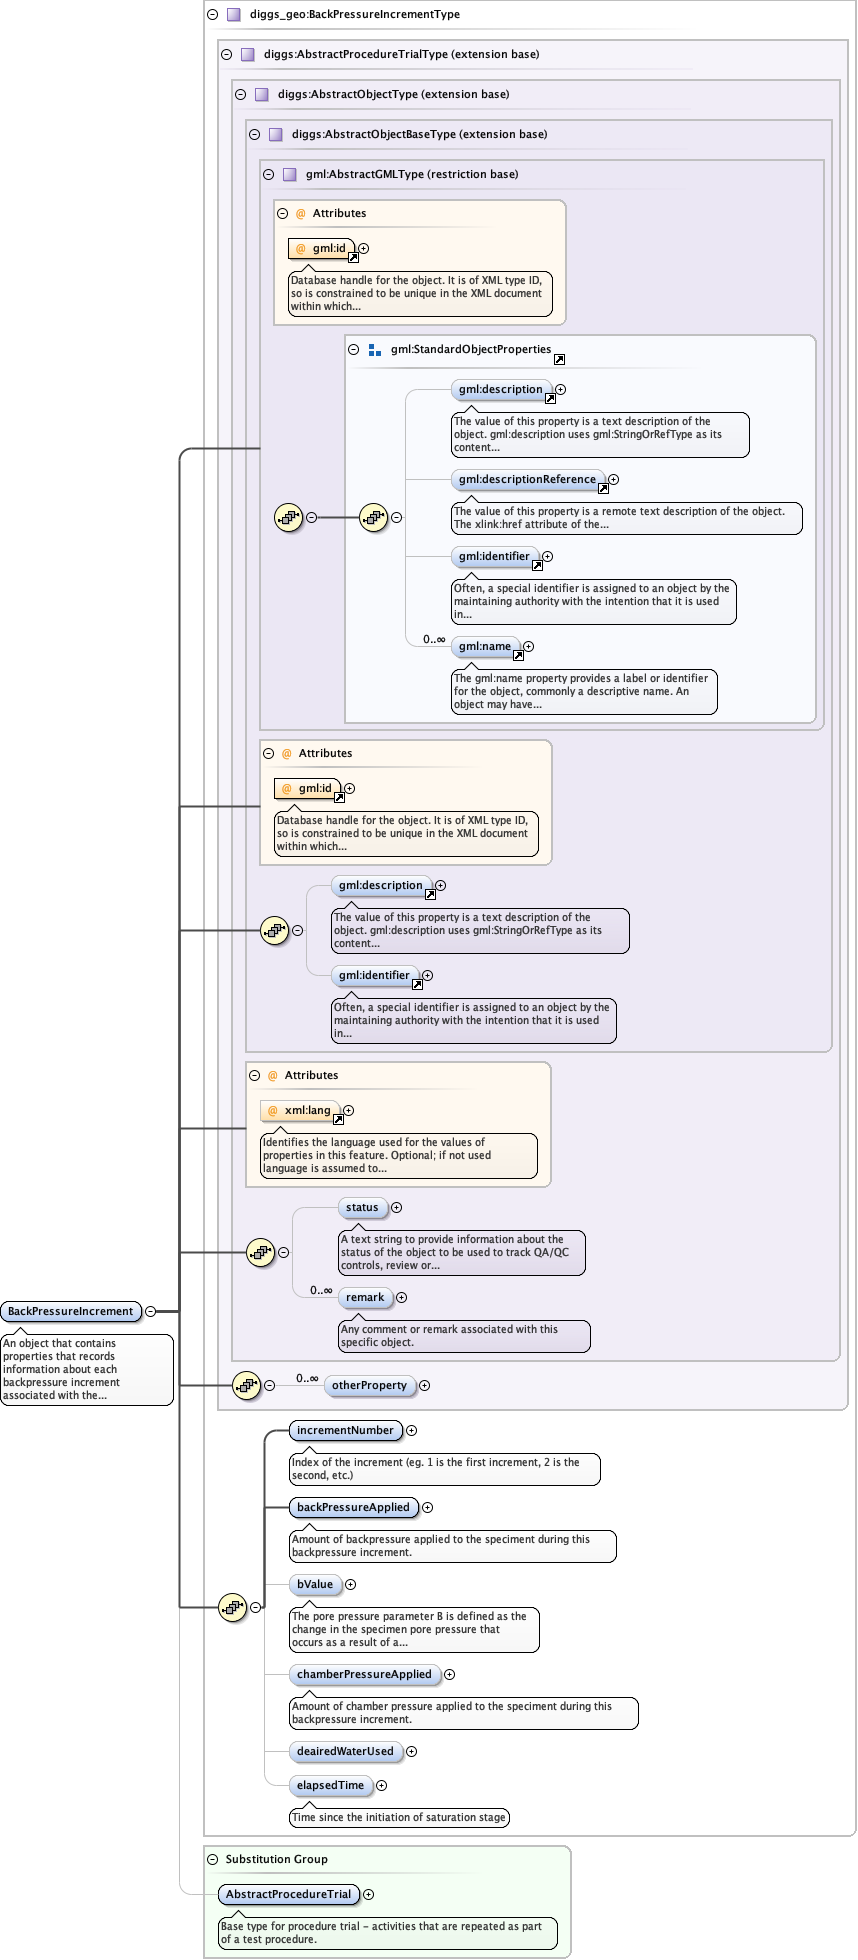 diggs_geo:BackPressureIncrementType
diggs:AbstractProcedureTrialType (extension base)
diggs:AbstractObjectType (extension base)
diggs:AbstractObjectBaseType (extension base)
gml:AbstractGMLType (restriction base)
@ Attributes
@ gml:id
Database handle for the object. It is of XML type ID,
so is constrained to be unique in the XML document
within which...
gml:StandardObjectProperties
gml:description
The value of this property is a text description of the
object. gml:description uses gml:StringOrRefType as its
content...
gml:descriptionReference
The value of this property is a remote text description of the object.
The xlink:href attribute of the...
gml:identifier
Often, a special identifier is assigned to an object by the
maintaining authority with the intention that it is used
in...
0..∞
gml:name
The gml:name property provides a label or identifier
for the object, commonly a descriptive name. An
object may have...
@ Attributes
@ gml:id
Database handle for the object. It is of XML type ID,
so is constrained to be unique in the XML document
within which...
gml:description
The value of this property is a text description of the
object. gml:description uses gml:StringOrRefType as its
content...
gml:identifier
Often, a special identifier is assigned to an object by the
maintaining authority with the intention that it is used
in...
@ Attributes
@ xml:lang
Identifies the language used for the values of
properties in this feature. Optional; if not used
language is assumed to...
status
A text string to provide information about the
status of the object to be used to track QA/QC
controls, review or...
0..∞
remark
Any comment or remark associated with this
specific object.
BackPressureIncrement
An object that contains
properties that records
information about each
backpressure increment
associated with the...
0..∞
otherProperty
incrementNumber
Index of the increment (eg. 1 is the first increment, 2 is the
second, etc.)
backPressureApplied
Amount of backpressure applied to the speciment during this
backpressure increment.
bValue
The pore pressure parameter B is defined as the
change in the specimen pore pressure that
occurs as a result of a...
chamberPressureApplied
Amount of chamber pressure applied to the speciment during this
backpressure increment.
deairedWaterUsed
elapsedTime
Time since the initiation of saturation stage
Substitution Group
AbstractProcedureTrial
Base type for procedure trial – activities that are repeated as part
of a test procedure.